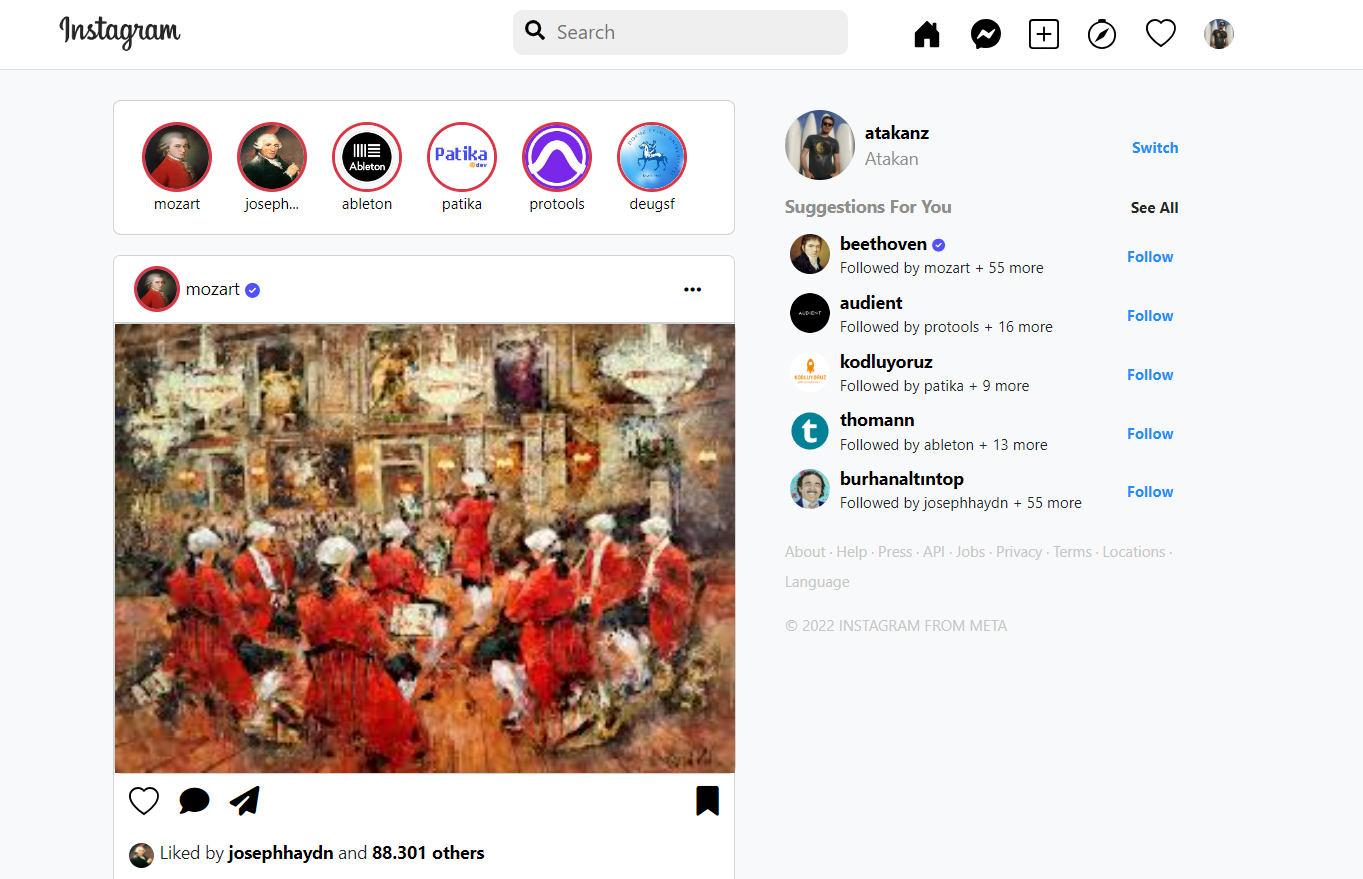 Instagram
Search
Ableton
Patika
dev
mozart
joseph...
ableton
patika
protools
deugsf
mozart
Liked by josephhaydn and 88.301 others
atakanz
Atakan
Switch
Suggestions For You
See All
beethoven
Followed by mozart + 55 more
Follow
AUDIENT
audient
Followed by protools + 16 more
Follow
KODLUYORUZ
kodluyoruz
Followed by patika + 9 more
Follow
t
thomann
Followed by ableton + 13 more
Follow
burhanaltıntop
Followed by josephhaydn + 55 more
Follow
About · Help · Press · API · Jobs · Privacy · Terms · Locations ·
Language
© 2022 INSTAGRAM FROM META